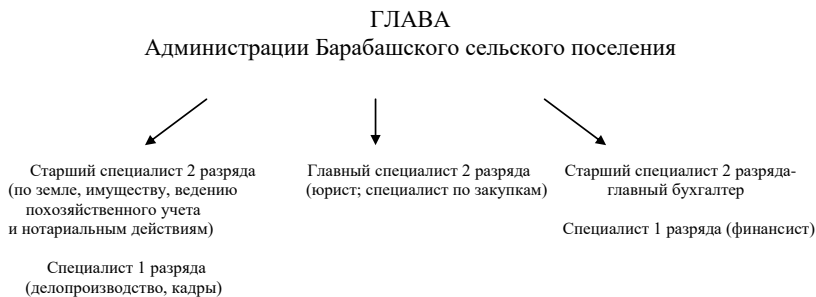 ГЛАВА
Администрации Барабашского сельского поселения
Старший специалист 2 разряда
(по земле, имуществу, ведению
похозяйственного учета
и нотариальным действиям)
Специалист 1 разряда
(делопроизводство, кадры)
Главный специалист 2 разряда
(юрист; специалист по закупкам)
Старший специалист 2 разряда-
главный бухгалтер
Специалист 1 разряда (финансист)